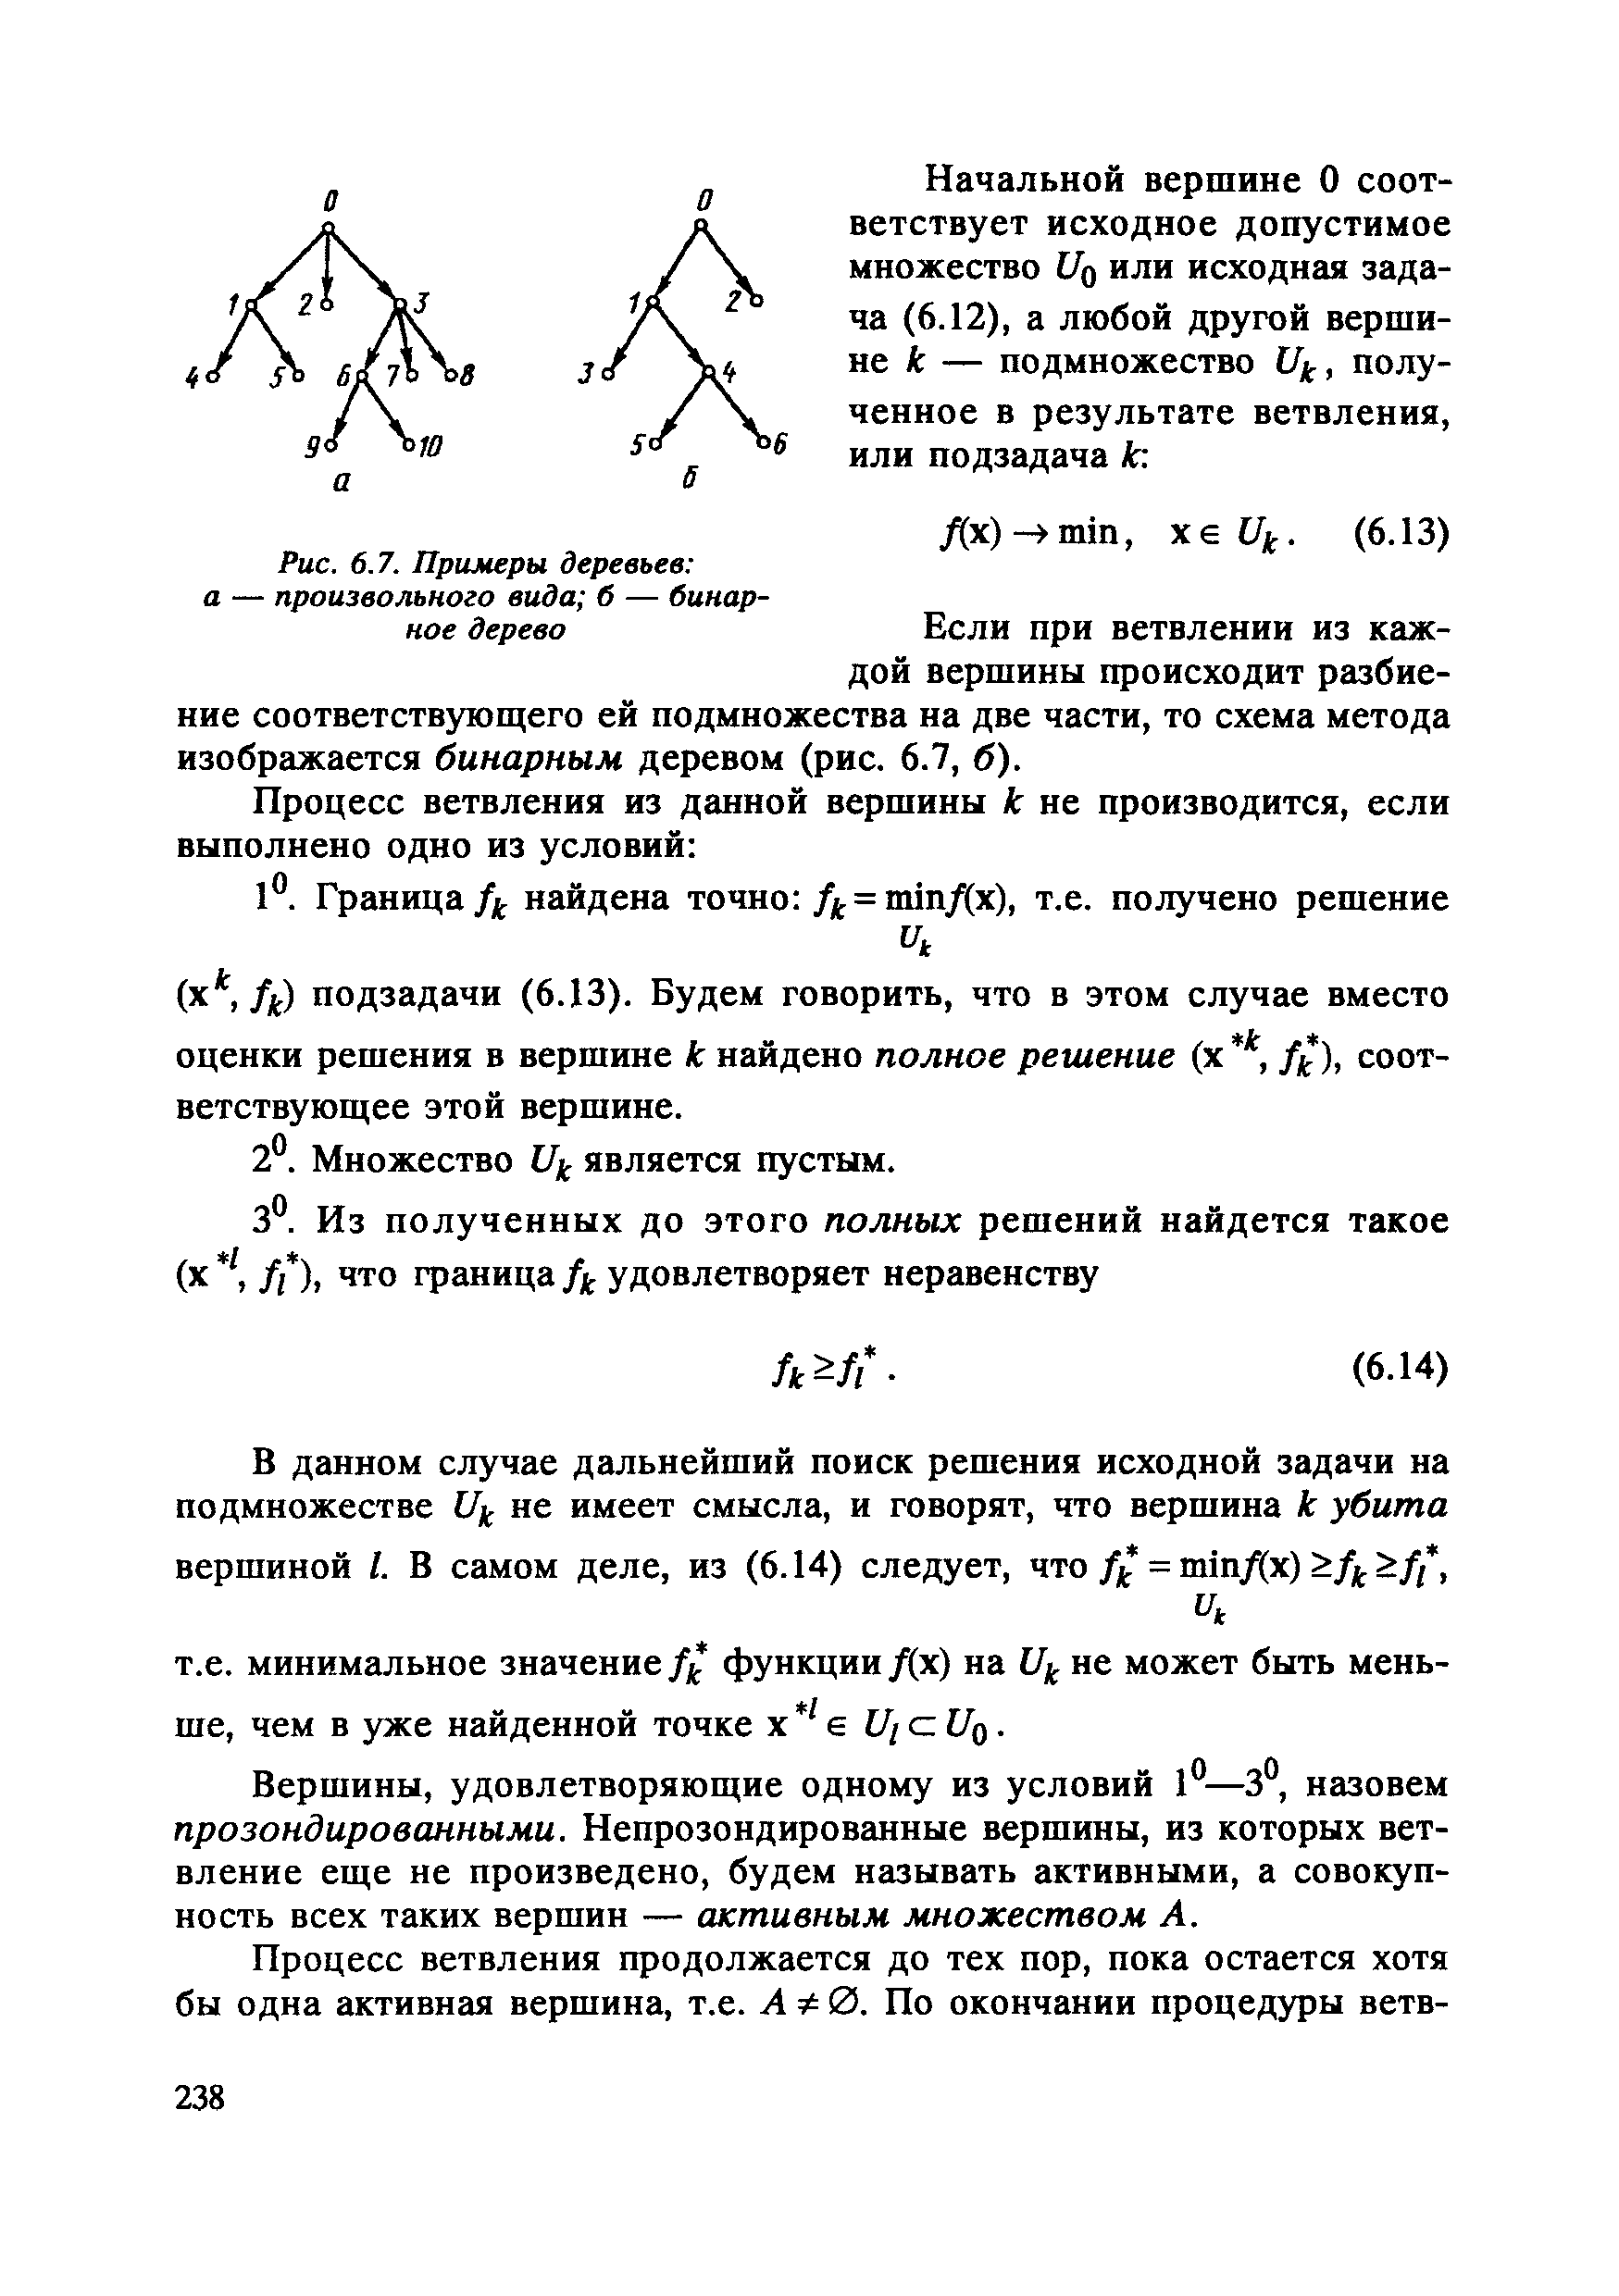 0
1 2 3
4 5 6 7 8
9 10
а
0
1 2
3 4
5 6
б
Рис. 6.7. Примеры деревьев:
а — произвольного вида; б — бинар-
ное дерево
Начальной вершине 0 соот-
ветствует исходное допустимое
множество U₀ или исходная зада-
ча (6.12), а любой другой верши-
не k — подмножество Uₖ, полу-
ченное в результате ветвления,
или подзадача k:
f(x) → min, x ∈ Uₖ. (6.13)
Если при ветвлении из каж-
дой вершины происходит разбие-
ние соответствующего ей подмножества на две части, то схема метода
изображается бинарным деревом (рис. 6.7, б).
Процесс ветвления из данной вершины k не производится, если
выполнено одно из условий:
1⁰. Граница fₖ найдена точно: fₖ = minf(x), т.е. получено решение
Uₖ
(xᵏ, fₖ) подзадачи (6.13). Будем говорить, что в этом случае вместо
оценки решения в вершине k найдено полное решение (x*ᵏ, fₖ*), соот-
ветствующее этой вершине.
2⁰. Множество Uₖ является пустым.
3⁰. Из полученных до этого полных решений найдется такое
(x*ˡ, fₗ*), что граница fₖ удовлетворяет неравенству
fₖ ≥ fₗ*. (6.14)
В данном случае дальнейший поиск решения исходной задачи на
подмножестве Uₖ не имеет смысла, и говорят, что вершина k убита
вершиной l. В самом деле, из (6.14) следует, что fₖ* = minf(x) ≥ fₖ ≥ fₗ*,
Uₖ
т.е. минимальное значение fₖ* функции f(x) на Uₖ не может быть мень-
ше, чем в уже найденной точке x*ˡ ∈ Uₗ ⊂ U₀.
Вершины, удовлетворяющие одному из условий 1⁰—3⁰, назовем
прозондированными. Непрозондированные вершины, из которых вет-
вление еще не произведено, будем называть активными, а совокуп-
ность всех таких вершин — активным множеством A.
Процесс ветвления продолжается до тех пор, пока остается хотя
бы одна активная вершина, т.е. A ≠ ∅. По окончании процедуры ветв-
238